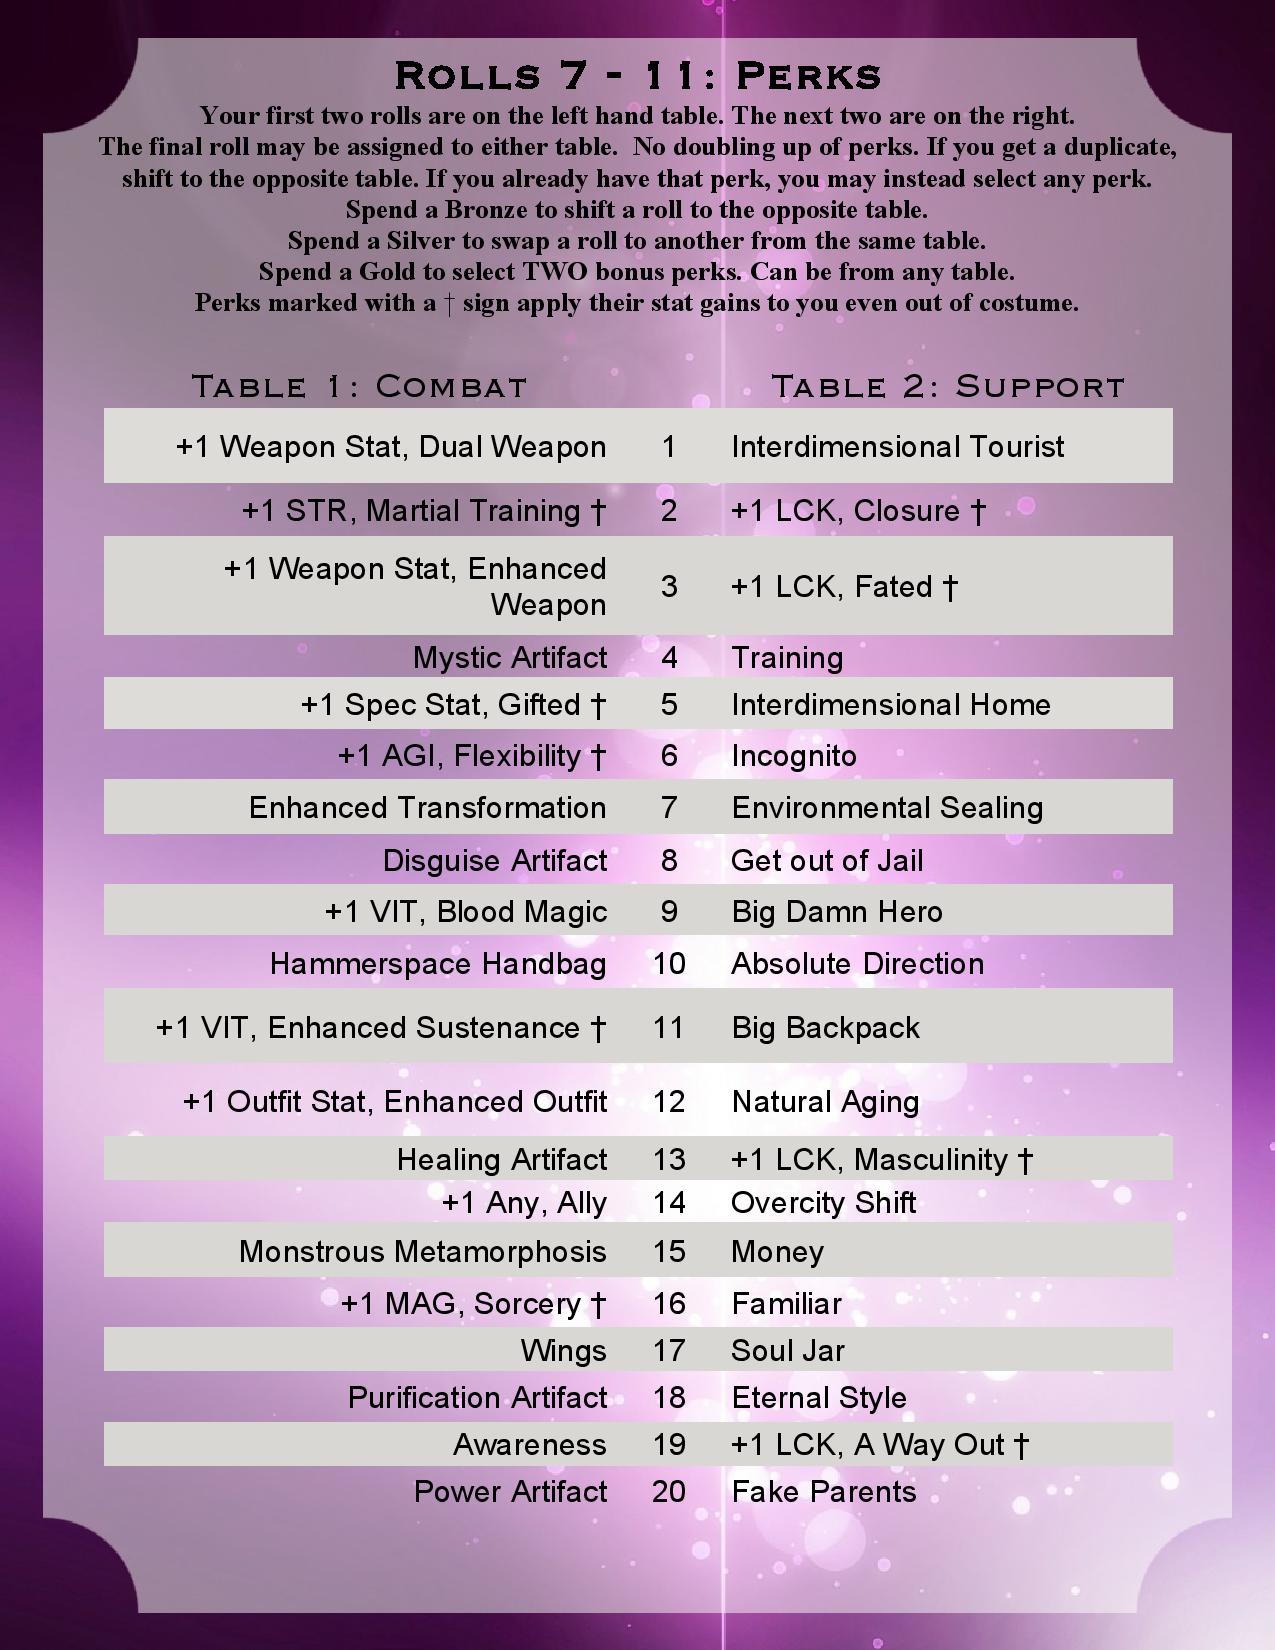 Rolls 7 - 11: Perks
Your first two rolls are on the left hand table. The next two are on the right.
The final roll may be assigned to either table.  No doubling up of perks. If you get a duplicate,
shift to the opposite table. If you already have that perk, you may instead select any perk.
Spend a Bronze to shift a roll to the opposite table.
Spend a Silver to swap a roll to another from the same table.
Spend a Gold to select TWO bonus perks. Can be from any table.
Perks marked with a † sign apply their stat gains to you even out of costume.
Table 1: Combat Table 2: Support
+1 Weapon Stat, Dual Weapon 1 Interdimensional Tourist
+1 STR, Martial Training † 2 +1 LCK, Closure †
+1 Weapon Stat, Enhanced
Weapon 3 +1 LCK, Fated †
Mystic Artifact 4 Training
+1 Spec Stat, Gifted † 5 Interdimensional Home
+1 AGI, Flexibility † 6 Incognito
Enhanced Transformation 7 Environmental Sealing
Disguise Artifact 8 Get out of Jail
+1 VIT, Blood Magic 9 Big Damn Hero
Hammerspace Handbag 10 Absolute Direction
+1 VIT, Enhanced Sustenance † 11 Big Backpack
+1 Outfit Stat, Enhanced Outfit 12 Natural Aging
Healing Artifact 13 +1 LCK, Masculinity †
+1 Any, Ally 14 Overcity Shift
Monstrous Metamorphosis 15 Money
+1 MAG, Sorcery † 16 Familiar
Wings 17 Soul Jar
Purification Artifact 18 Eternal Style
Awareness 19 +1 LCK, A Way Out †
Power Artifact 20 Fake Parents